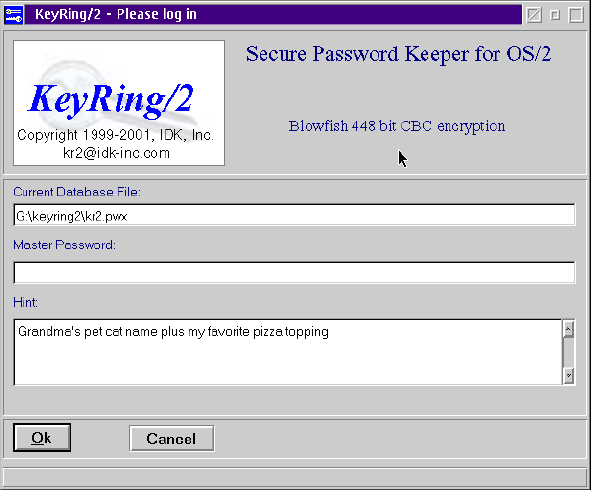 KeyRing/2 - Please log in
KeyRing/2
Copyright 1999-2001, IDK, Inc.
kr2@idk-inc.com
Secure Password Keeper for OS/2
Blowfish 448 bit CBC encryption
Current Database File:
G:\keyring2\kr2.pwx
Master Password:
Hint:
Grandma's pet cat name plus my favorite pizza topping
Ok
Cancel